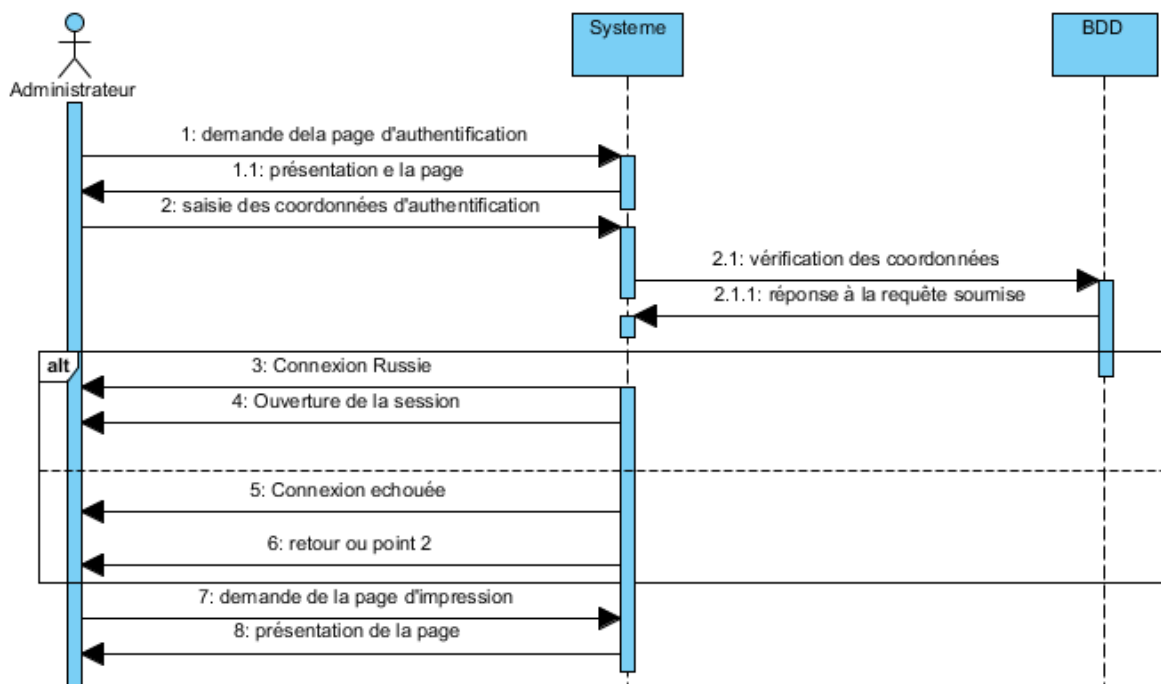 Systeme
BDD
Administrateur
1: demande dela page d'authentification
1.1: présentation e la page
2: saisie des coordonnées d'authentification
2.1: vérification des coordonnées
2.1.1: réponse à la requête soumise
alt
3: Connexion Russie
4: Ouverture de la session
5: Connexion echouée
6: retour ou point 2
7: demande de la page d'impression
8: présentation de la page